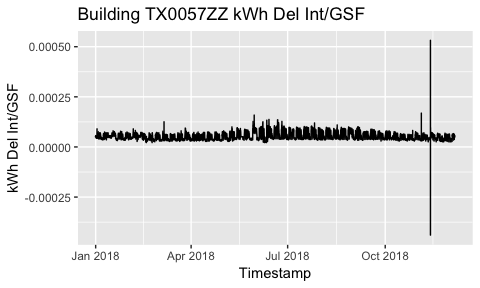 Building TX0057ZZ kWh Del Int/GSF
kWh Del Int/GSF
0.00050
0.00025
0.00000
-0.00025
Jan 2018 Apr 2018 Jul 2018 Oct 2018
Timestamp